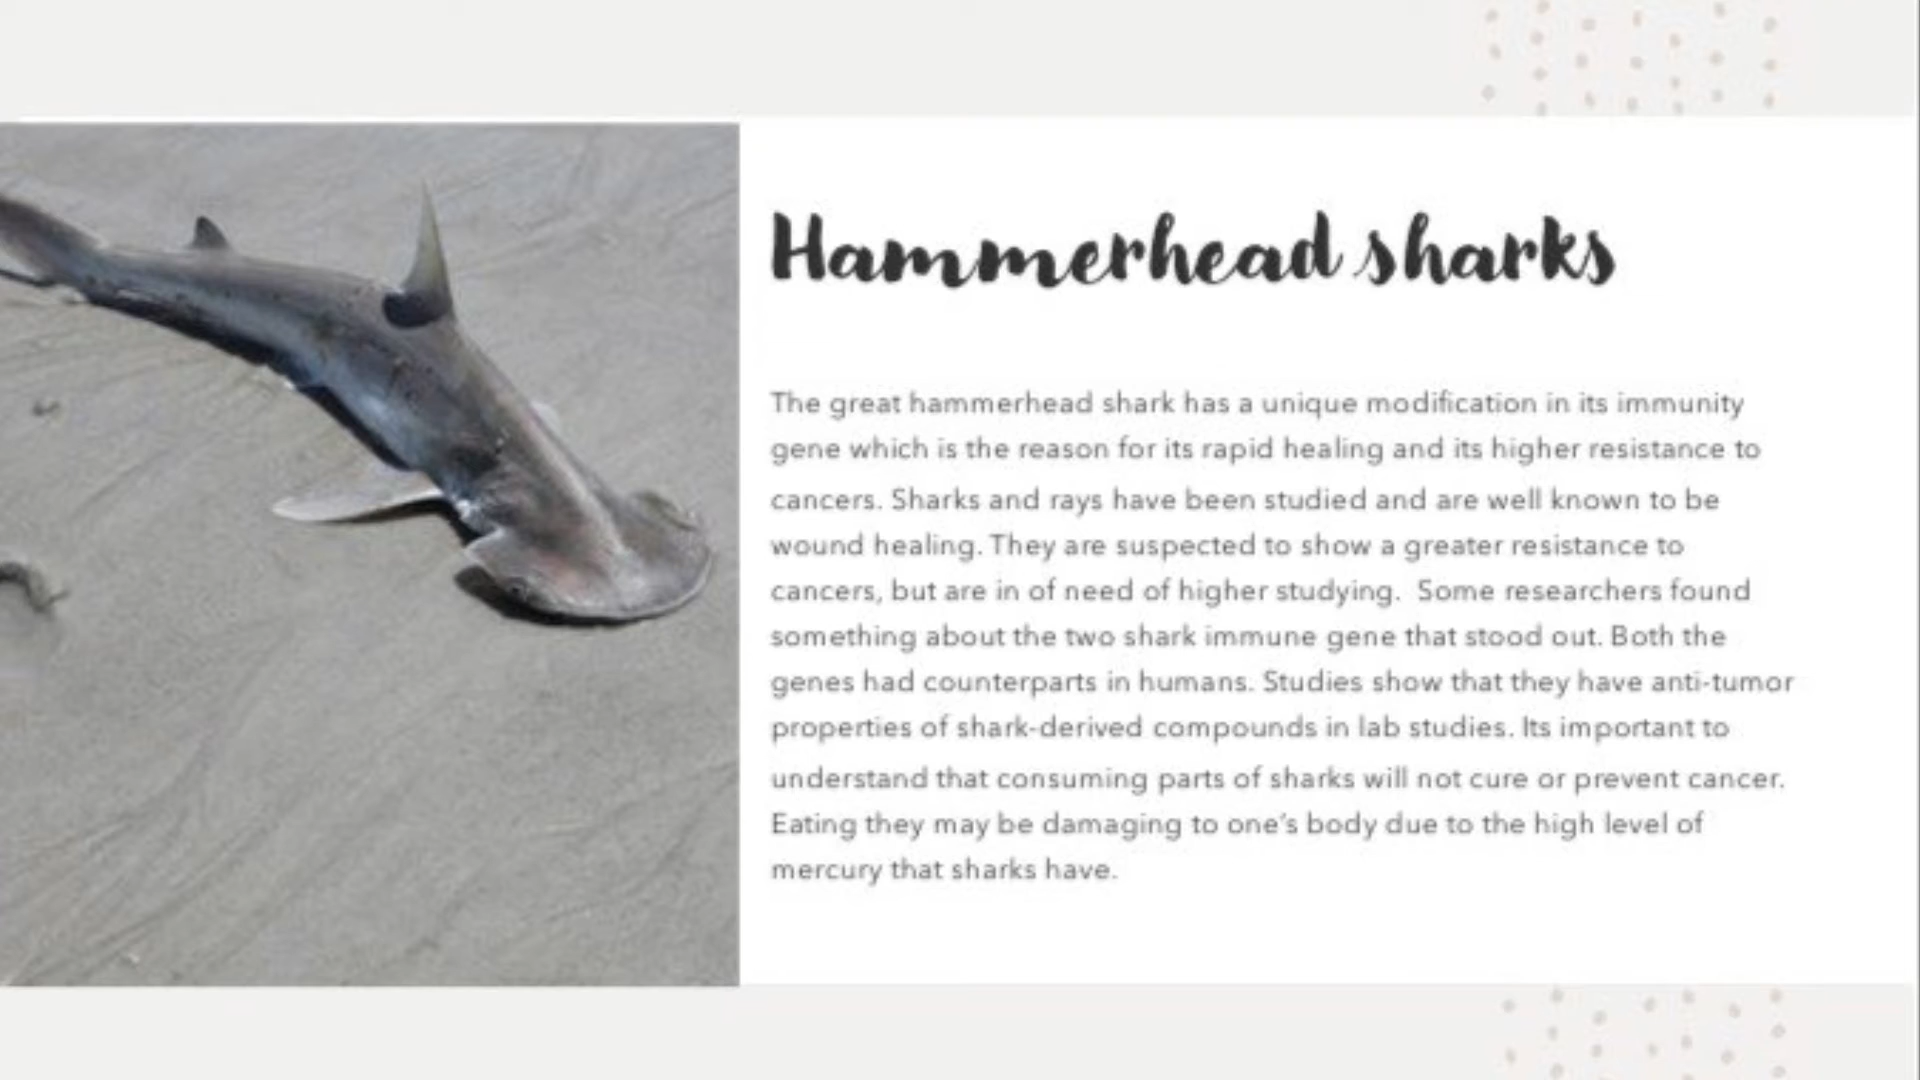 Hammerhead sharks
The great hammerhead shark has a unique modification in its immunity
gene which is the reason for its rapid healing and its higher resistance to
cancers. Sharks and rays have been studied and are well known to be
wound healing. They are suspected to show a greater resistance to
cancers, but are in of need of higher studying.  Some researchers found
something about the two shark immune gene that stood out. Both the
genes had counterparts in humans. Studies show that they have anti-tumor
properties of shark-derived compounds in lab studies. Its important to
understand that consuming parts of sharks will not cure or prevent cancer.
Eating they may be damaging to one's body due to the high level of
mercury that sharks have.